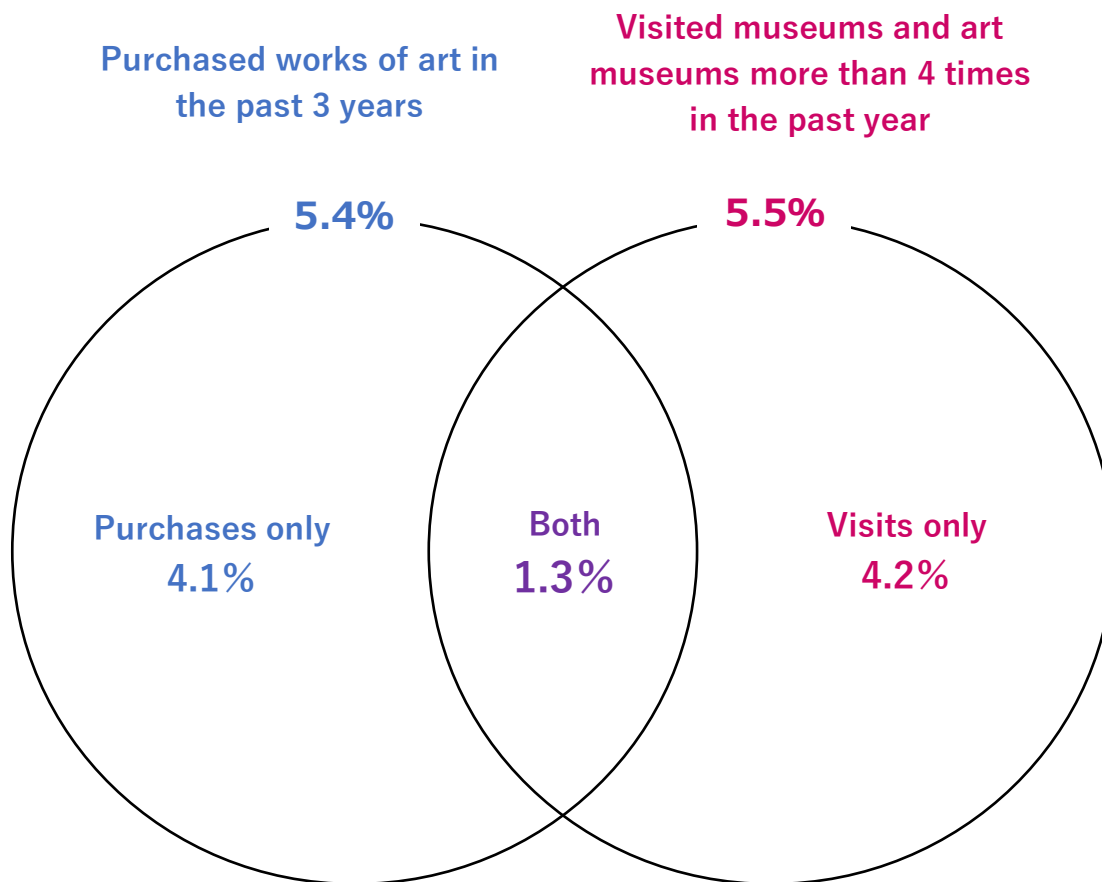 Purchased works of art in
the past 3 years
Visited museums and art
museums more than 4 times
in the past year
5.4%
5.5%
Purchases only
4.1%
Both
1.3%
Visits only
4.2%